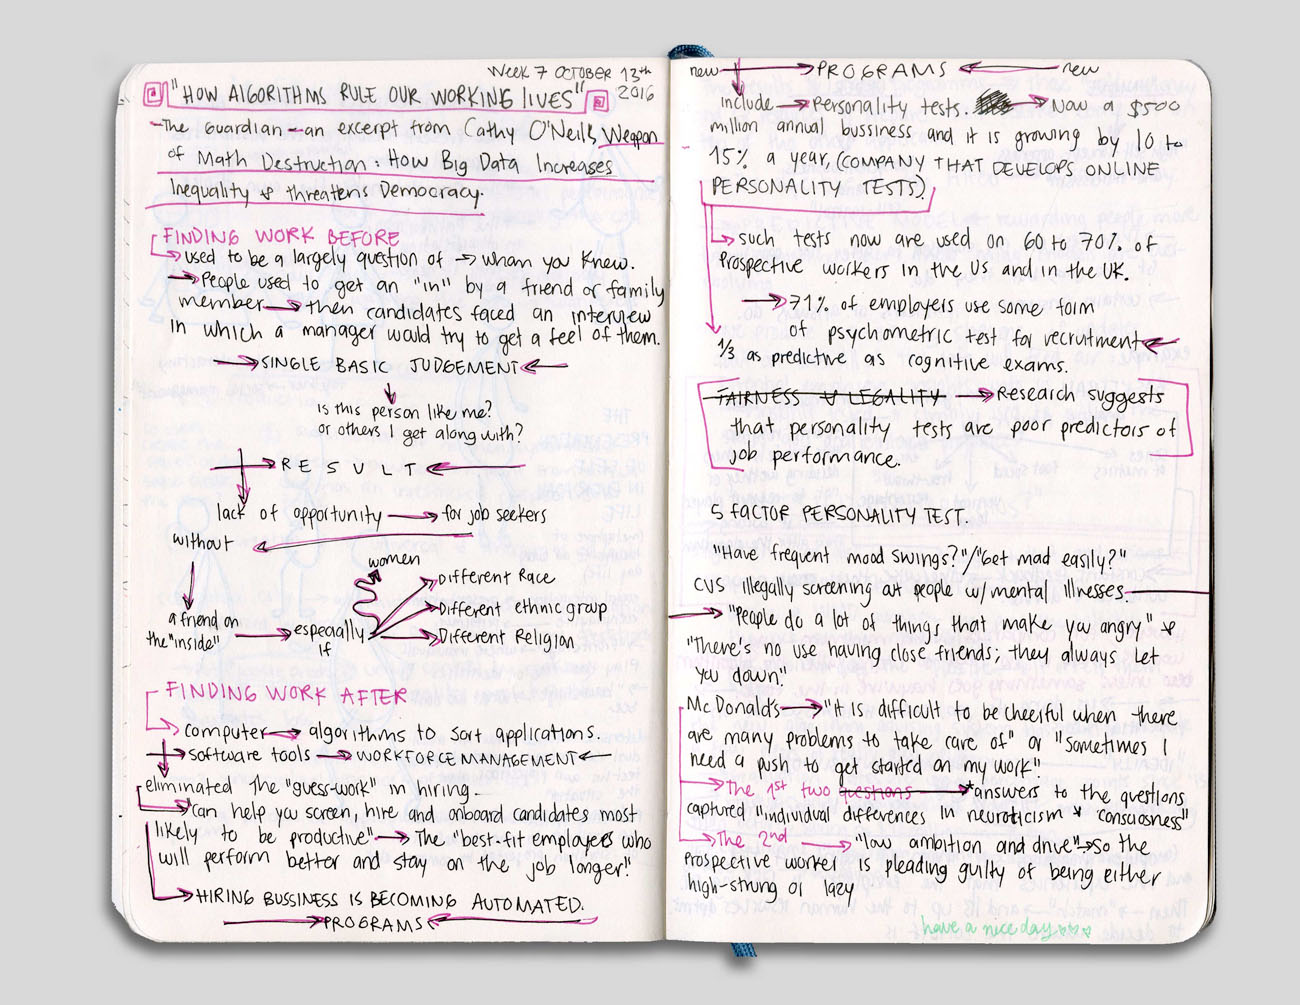 Week 7 OCTOBER 13th
2016
"HOW ALGORITHMS RULE OUR WORKING lIVES"
-The Guardian - an excerpt from Cathy O'Neil's Weapon
of Math Destruction: How Big Data Increases
Inequality & threatens Democracy.
FINDING WORK BEFORE
used to be a largely question of → wham you knew.
People used to get an "in" by a friend or family
member → then candidates faced an interview
in which a manager would try to get a feel of them.
→ SINGLE BASIC JUDGEMENT ←
Is this person like me?
or others I get along with?
→ R E S U L T ←
lack of opportunity → for job seekers
without
women
Different Race
a friend on
the "inside" → especially
If
Different ethnic group
Different Religion
FINDING WORK AFTER
computer → algorithms to sort applications.
→ Software tools → WORKFORCE MANAGEMENT ←
eliminated the "guess-work" in hiring.
"Can help you screen, hire and onboard candidates most
likely to be productive" → The "best-fit employees who
will perform better and stay on the job longer!"
→ HIRING BUSSINESS IS BECOMING AUTOMATED.
→ PROGRAMS ←
new → PROGRAMS ← new
include → Personality tests. → Now a $500
million annual bussiness and it is growing by 10 to
15% a year, (COMPANY THAT DEVELOPS ONLINE
PERSONALITY TESTS)
such tests now are used on 60 to 70% of
Prospective workers in the US and in the UK.
→ 71% of employers use some form
of psychometric test for recruitment ←
1/3 as predictive as cognitive exams.
FAIRNESS & LEGALITY → Research suggests
that personality tests are poor predictors of
job performance.
5 FACTOR PERSONALITY TEST.
"Have frequent mood swings?"/"Get mad easily?"
CVS illegally screening out people w/ mental illnesses.
→ "People do a lot of things that make you angry" &
"There's no use having close friends; they always let
you down."
McDonald's → "It is difficult to be cheerful when there
are many problems to take care of" or "Sometimes I
need a push to get started on my work"
→ The 1st two questions → *answers to the questions
captured "individual differences in neuroticism & consciousness"
→ The 2nd → "low ambition and drive" → So the
Prospective worker is pleading guilty of being either
high-strung or lazy
have a nice day ♡♡♡